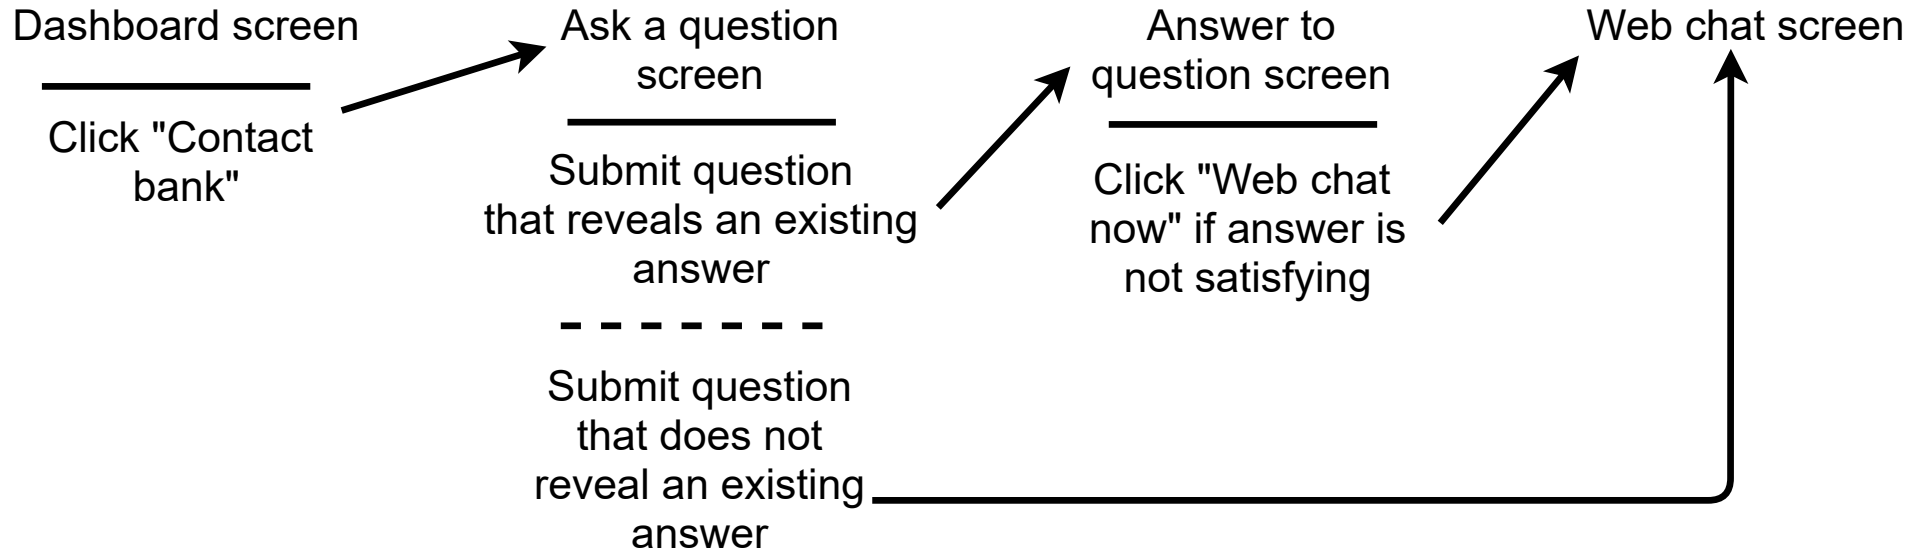 Dashboard screen
Click "Contact
bank"
Ask a question
screen
Submit question
that reveals an existing
answer
Submit question
that does not
reveal an existing
answer
Answer to
question screen
Click "Web chat
now" if answer is
not satisfying
Web chat screen